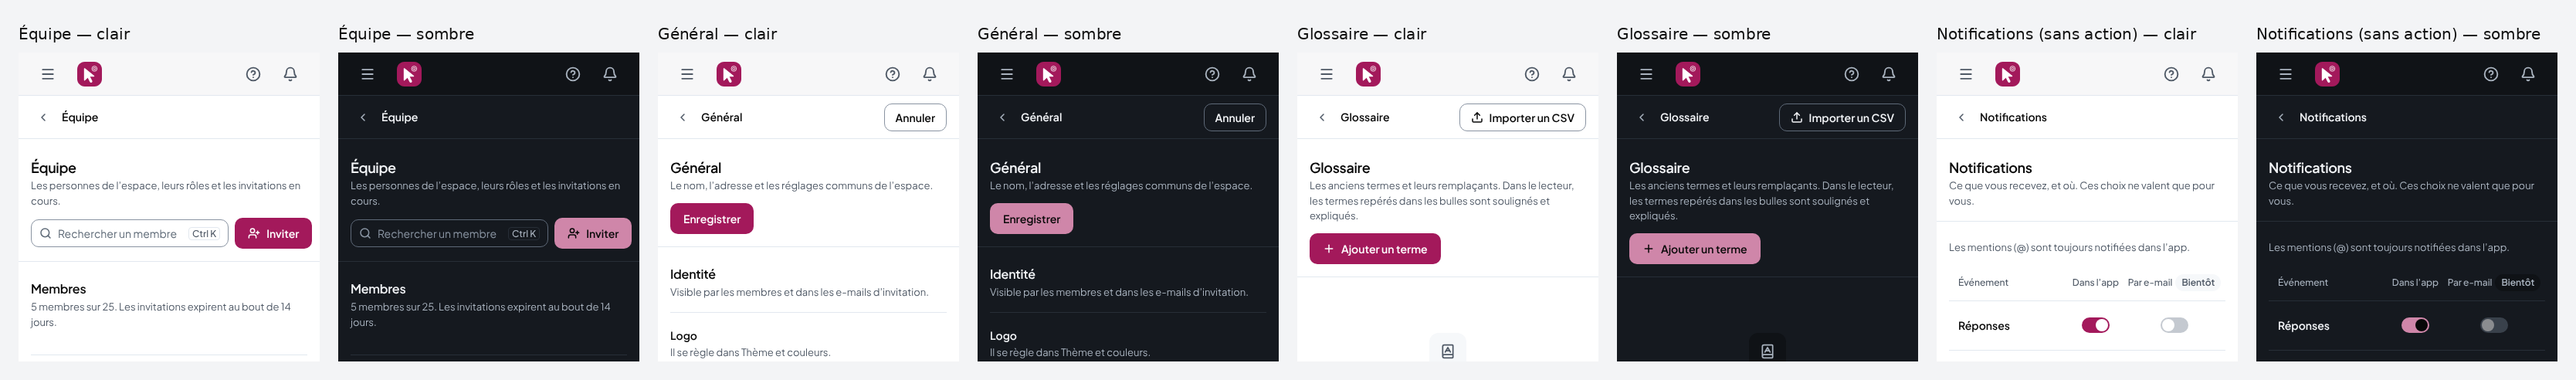 Équipe — clair
Équipe
Équipe
Les personnes de l'espace, leurs rôles et les invitations en
cours.
Rechercher un membre Ctrl K Inviter
Membres
5 membres sur 25. Les invitations expirent au bout de 14
jours.
Équipe — sombre
Équipe
Équipe
Les personnes de l'espace, leurs rôles et les invitations en
cours.
Rechercher un membre Ctrl K Inviter
Membres
5 membres sur 25. Les invitations expirent au bout de 14
jours.
Général — clair
Général Annuler
Général
Le nom, l'adresse et les réglages communs de l'espace.
Enregistrer
Identité
Visible par les membres et dans les e-mails d'invitation.
Logo
Il se règle dans Thème et couleurs.
Général — sombre
Général Annuler
Général
Le nom, l'adresse et les réglages communs de l'espace.
Enregistrer
Identité
Visible par les membres et dans les e-mails d'invitation.
Logo
Il se règle dans Thème et couleurs.
Glossaire — clair
Glossaire Importer un CSV
Glossaire
Les anciens termes et leurs remplaçants. Dans le lecteur,
les termes repérés dans les bulles sont soulignés et
expliqués.
Ajouter un terme
Glossaire — sombre
Glossaire Importer un CSV
Glossaire
Les anciens termes et leurs remplaçants. Dans le lecteur,
les termes repérés dans les bulles sont soulignés et
expliqués.
Ajouter un terme
Notifications (sans action) — clair
Notifications
Notifications
Ce que vous recevez, et où. Ces choix ne valent que pour
vous.
Les mentions (@) sont toujours notifiées dans l'app.
Événement Dans l'app Par e-mail Bientôt
Réponses
Notifications (sans action) — sombre
Notifications
Notifications
Ce que vous recevez, et où. Ces choix ne valent que pour
vous.
Les mentions (@) sont toujours notifiées dans l'app.
Événement Dans l'app Par e-mail Bientôt
Réponses